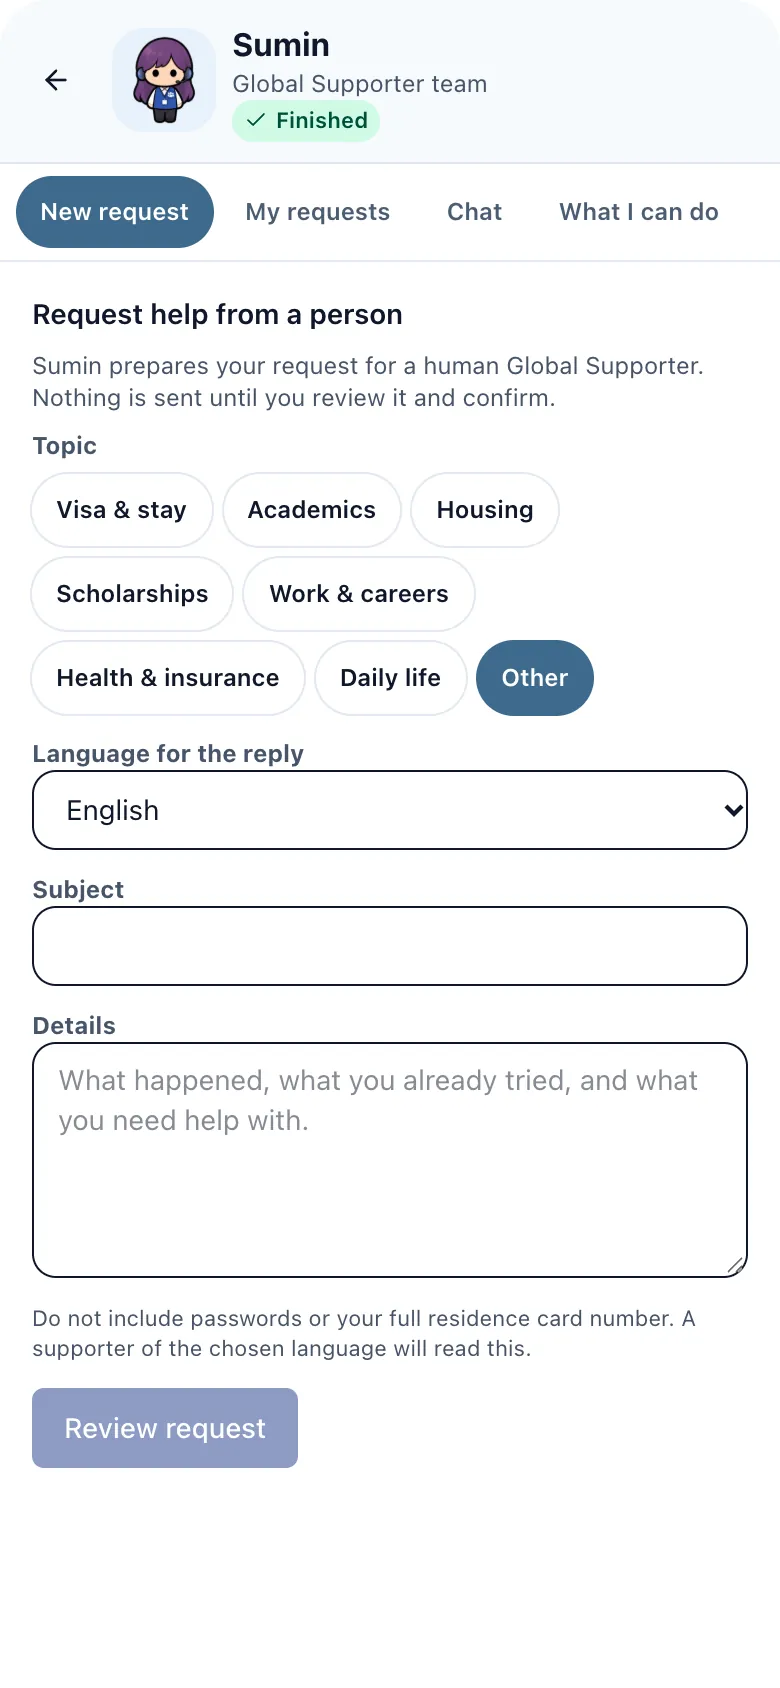 Sumin
Global Supporter team
Finished
New request
My requests
Chat
What I can do
Request help from a person
Sumin prepares your request for a human Global Supporter.
Nothing is sent until you review it and confirm.
Topic
Visa & stay
Academics
Housing
Scholarships
Work & careers
Health & insurance
Daily life
Other
Language for the reply
English
Subject
Details
What happened, what you already tried, and what
you need help with.
Do not include passwords or your full residence card number. A
supporter of the chosen language will read this.
Review request